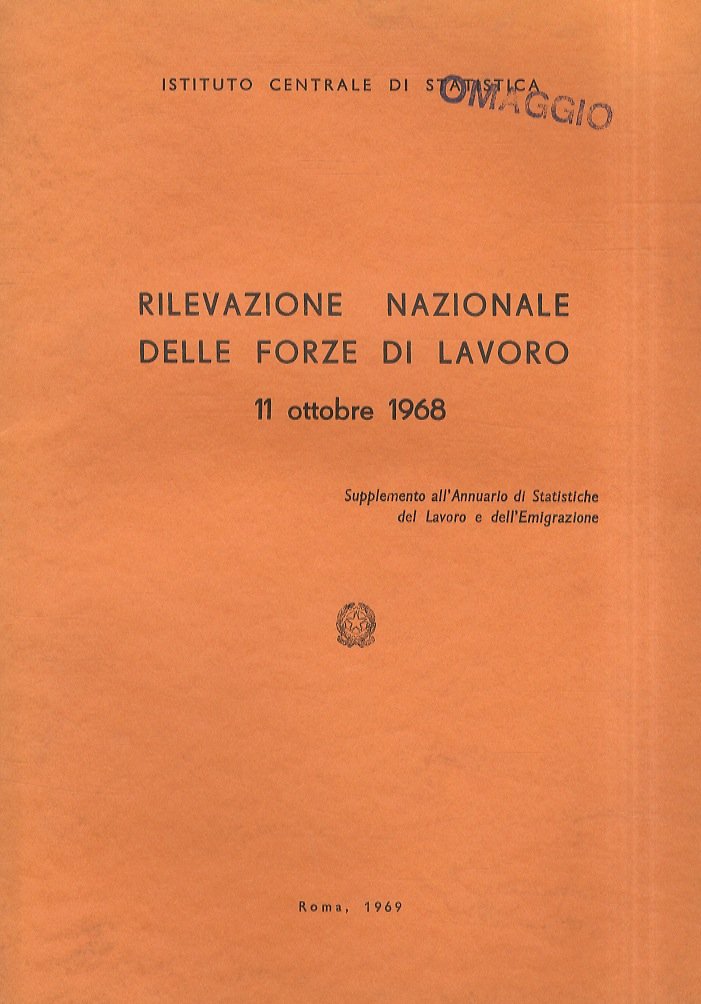 ISTITUTO CENTRALE DI STATISTICA
OMAGGIO
RILEVAZIONE NAZIONALE
DELLE FORZE DI LAVORO
11 ottobre 1968
Supplemento all'Annuario di Statistiche
del Lavoro e dell'Emigrazione
Roma, 1969